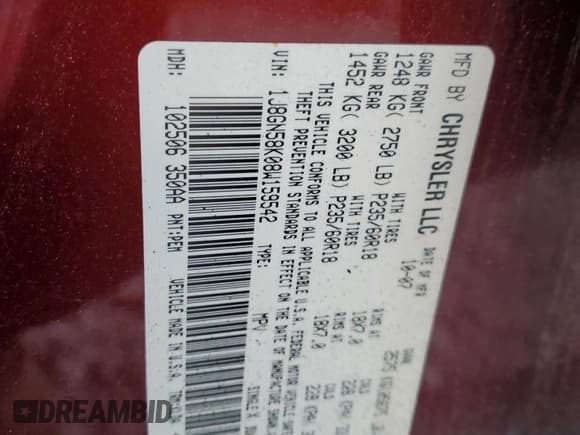 MFD BY CHRYSLER LLC
DATE OF MFR 10-07
GAWR FRONT
1248 KG( 2750 LB)
WITH TIRES
P235/60R18
RIMS AT
18X7.0
GAWR REAR
1452 KG( 3200 LB)
WITH TIRES
P235/60R18
RIMS AT
18X7.0
THIS VEHICLE CONFORMS TO ALL APPLICABLE U.S.A. FEDERAL MOTOR VEHICLE
THEFT PREVENTION STANDARDS IN EFFECT ON THE DATE OF MANUFACTURE SHOWN
VIN: 1J8GN58K08W159542
TYPE: MPV
SINGLE
MDH: 102506 350AA
PNT:PEM
VEHICLE MADE IN U.S.A.
DREAMBID